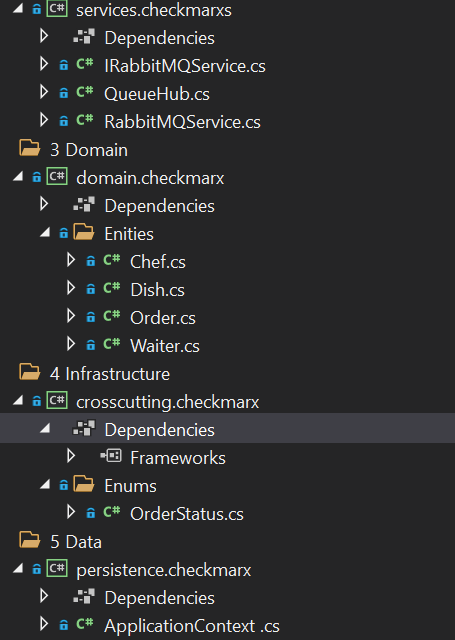 C# services.checkmarxs
Dependencies
C# IRabbitMQService.cs
C# QueueHub.cs
C# RabbitMQService.cs
3 Domain
C# domain.checkmarx
Dependencies
Enities
C# Chef.cs
C# Dish.cs
C# Order.cs
C# Waiter.cs
4 Infrastructure
C# crosscutting.checkmarx
Dependencies
Frameworks
Enums
C# OrderStatus.cs
5 Data
C# persistence.checkmarx
Dependencies
C# ApplicationContext .cs